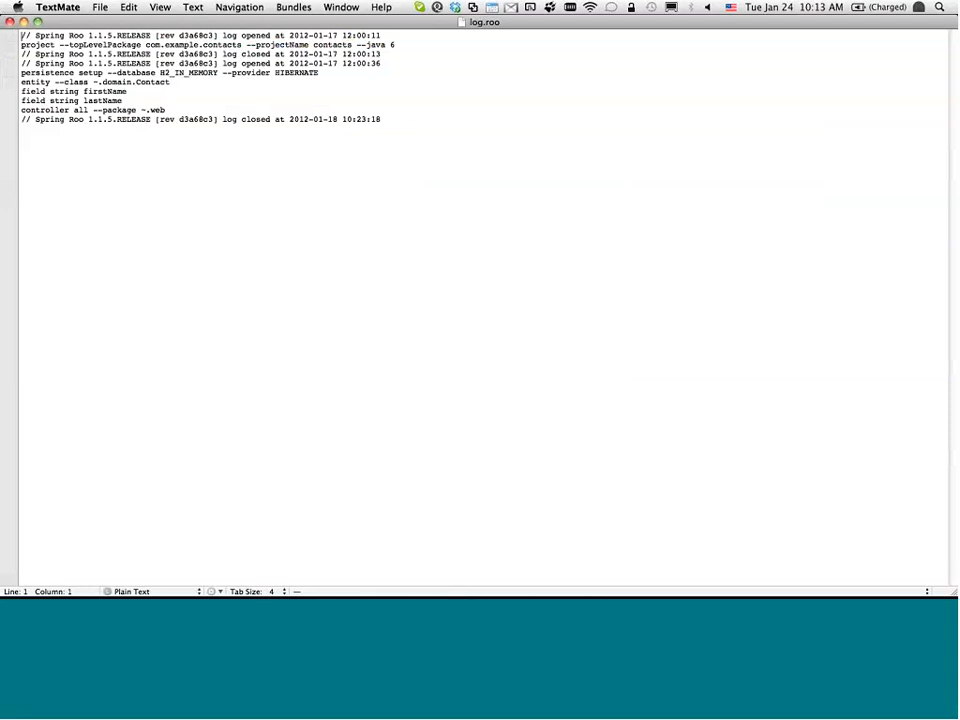 TextMate File Edit View Text Navigation Bundles Window Help Tue Jan 24 10:13 AM (Charged)
log.roo
// Spring Roo 1.1.5.RELEASE [rev d3a68c3] log opened at 2012-01-17 12:00:11
project --topLevelPackage com.example.contacts --projectName contacts --java 6
// Spring Roo 1.1.5.RELEASE [rev d3a68c3] log closed at 2012-01-17 12:00:13
// Spring Roo 1.1.5.RELEASE [rev d3a68c3] log opened at 2012-01-17 12:00:36
persistence setup --database H2_IN_MEMORY --provider HIBERNATE
entity --class ~.domain.Contact
field string firstName
field string lastName
controller all --package ~.web
// Spring Roo 1.1.5.RELEASE [rev d3a68c3] log closed at 2012-01-18 10:23:18
Line: 1 Column: 1 Plain Text Tab Size: 4 —